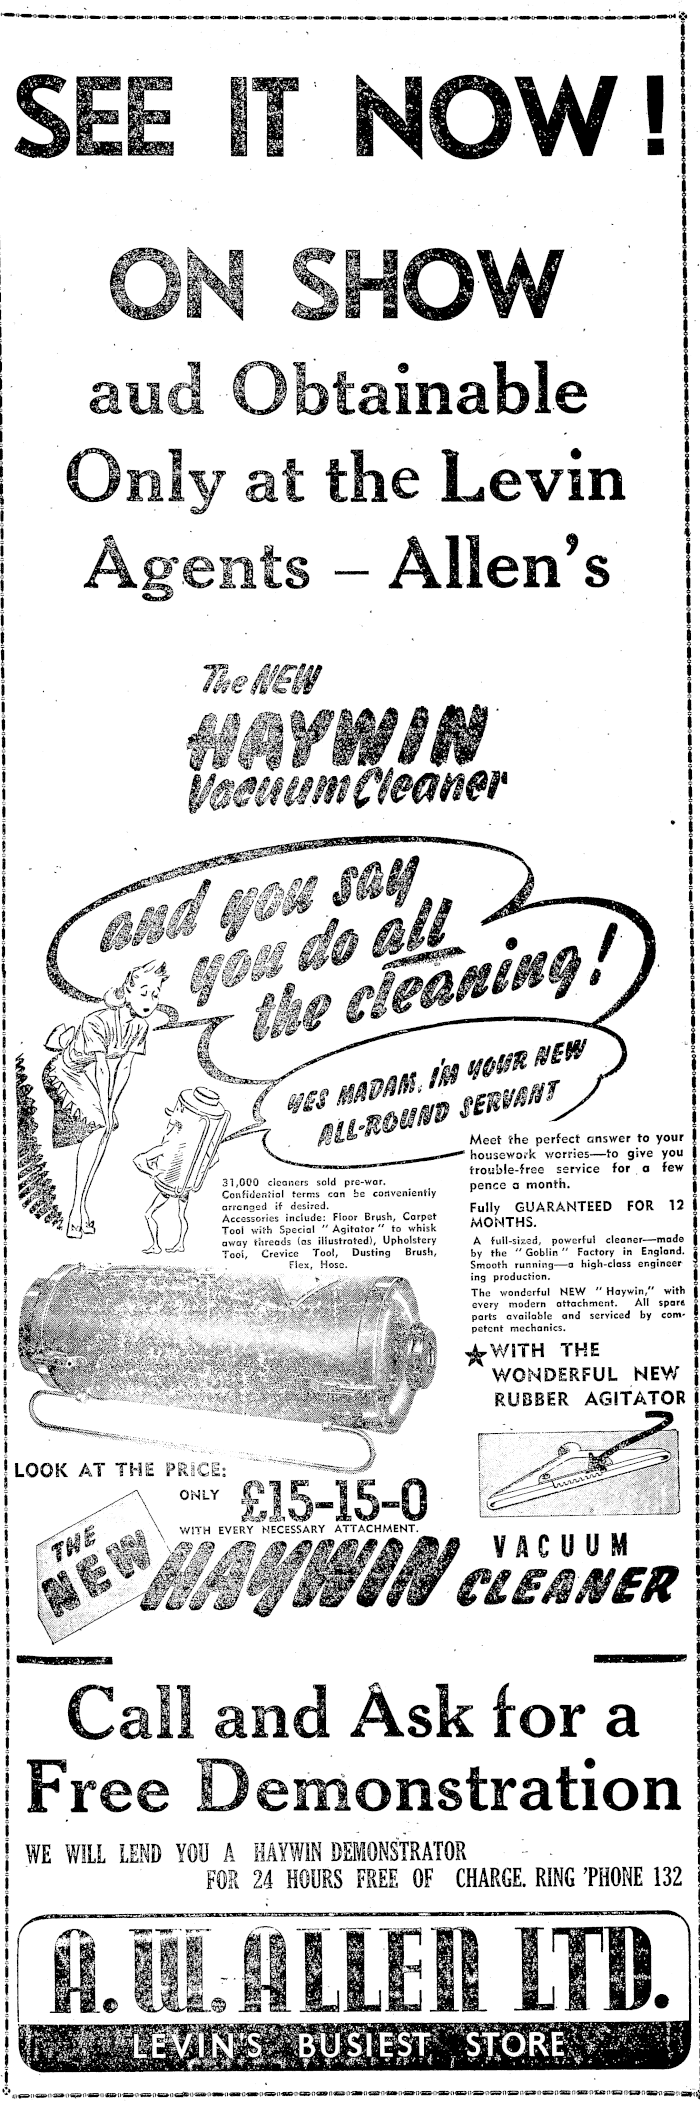 SEE IT NOW!
ON SHOW
aud Obtainable
Only at the Levin
Agents – Allen's
The NEW
HAYWIN
Vacuum Cleaner
and you say
you do all
the cleaning!
YES MADAM, I'M YOUR NEW
ALL-ROUND SERVANT
Meet the perfect answer to your
housework worries—to give you
trouble-free service for a few
pence a month.
Fully GUARANTEED FOR 12
MONTHS.
A full-sized, powerful cleaner—made
by the "Goblin" Factory in England.
Smooth running—a high-class engineer
ing production.
The wonderful NEW "Haywin," with
every modern attachment. All spare
parts available and serviced by com-
petent mechanics.
31,000 cleaners sold pre-war.
Confidential terms can be conveniently
arranged if desired.
Accessories include: Floor Brush, Carpet
Tool with Special "Agitator" to whisk
away threads (as illustrated), Upholstery
Tool, Crevice Tool, Dusting Brush,
Flex, Hose.
★WITH THE
WONDERFUL NEW
RUBBER AGITATOR
LOOK AT THE PRICE:
ONLY £15-15-0
WITH EVERY NECESSARY ATTACHMENT.
THE
NEW
HAYWIN
VACUUM
CLEANER
Call and Ask for a
Free Demonstration
WE WILL LEND YOU A HAYWIN DEMONSTRATOR
FOR 24 HOURS FREE OF CHARGE. RING 'PHONE 132
A.W. ALLEN LTD.
LEVIN'S BUSIEST STORE